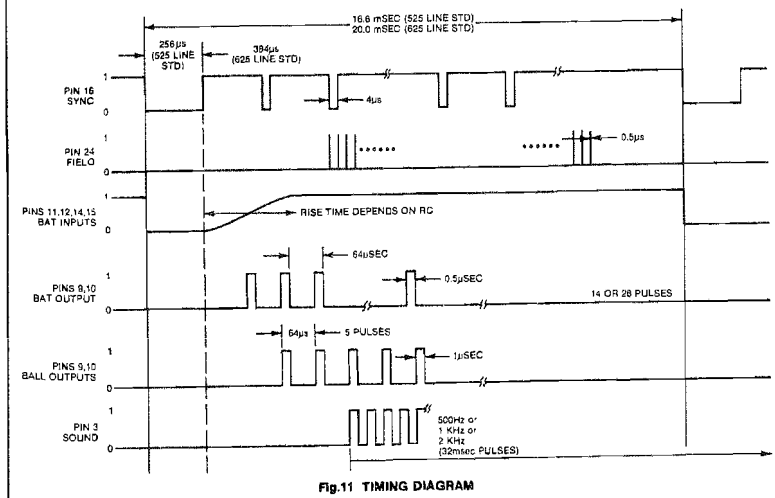 16.6 mSEC (525 LINE STD)
20.0 mSEC (625 LINE STD)
256µs
(525 LINE
STD)
384µs
(625 LINE STD)
PIN 16
SYNC
1
0
4µs
PIN 24
FIELD
1
0
0.5µs
PINS 11,12,14,15
BAT INPUTS
1
0
RISE TIME DEPENDS ON RC
64µSEC
PINS 9,10
BAT OUTPUT
1
0
0.5µSEC
14 OR 28 PULSES
64µs
5 PULSES
PINS 9,10
BALL OUTPUTS
1
0
1µSEC
PIN 3
SOUND
1
0
500Hz or
1 KHz or
2 KHz
(32msec PULSES)
Fig.11 TIMING DIAGRAM